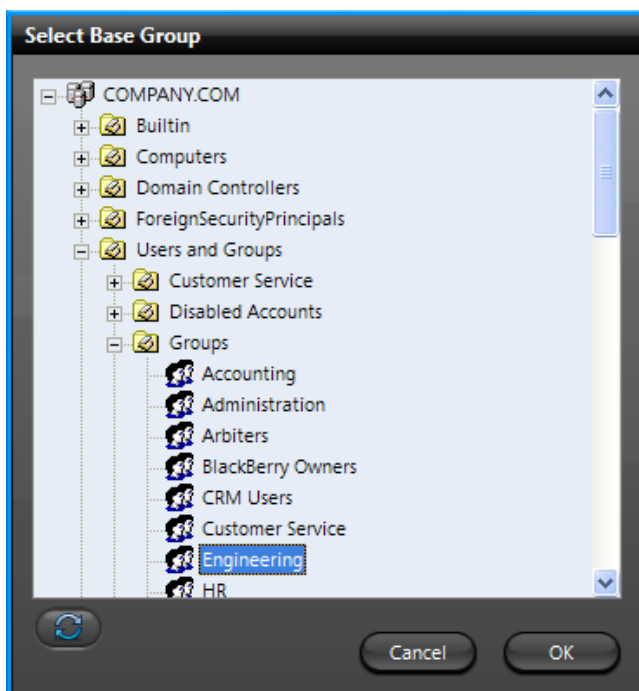 Select Base Group
COMPANY.COM
Builtin
Computers
Domain Controllers
ForeignSecurityPrincipals
Users and Groups
Customer Service
Disabled Accounts
Groups
Accounting
Administration
Arbiters
BlackBerry Owners
CRM Users
Customer Service
Engineering
HR
Cancel OK